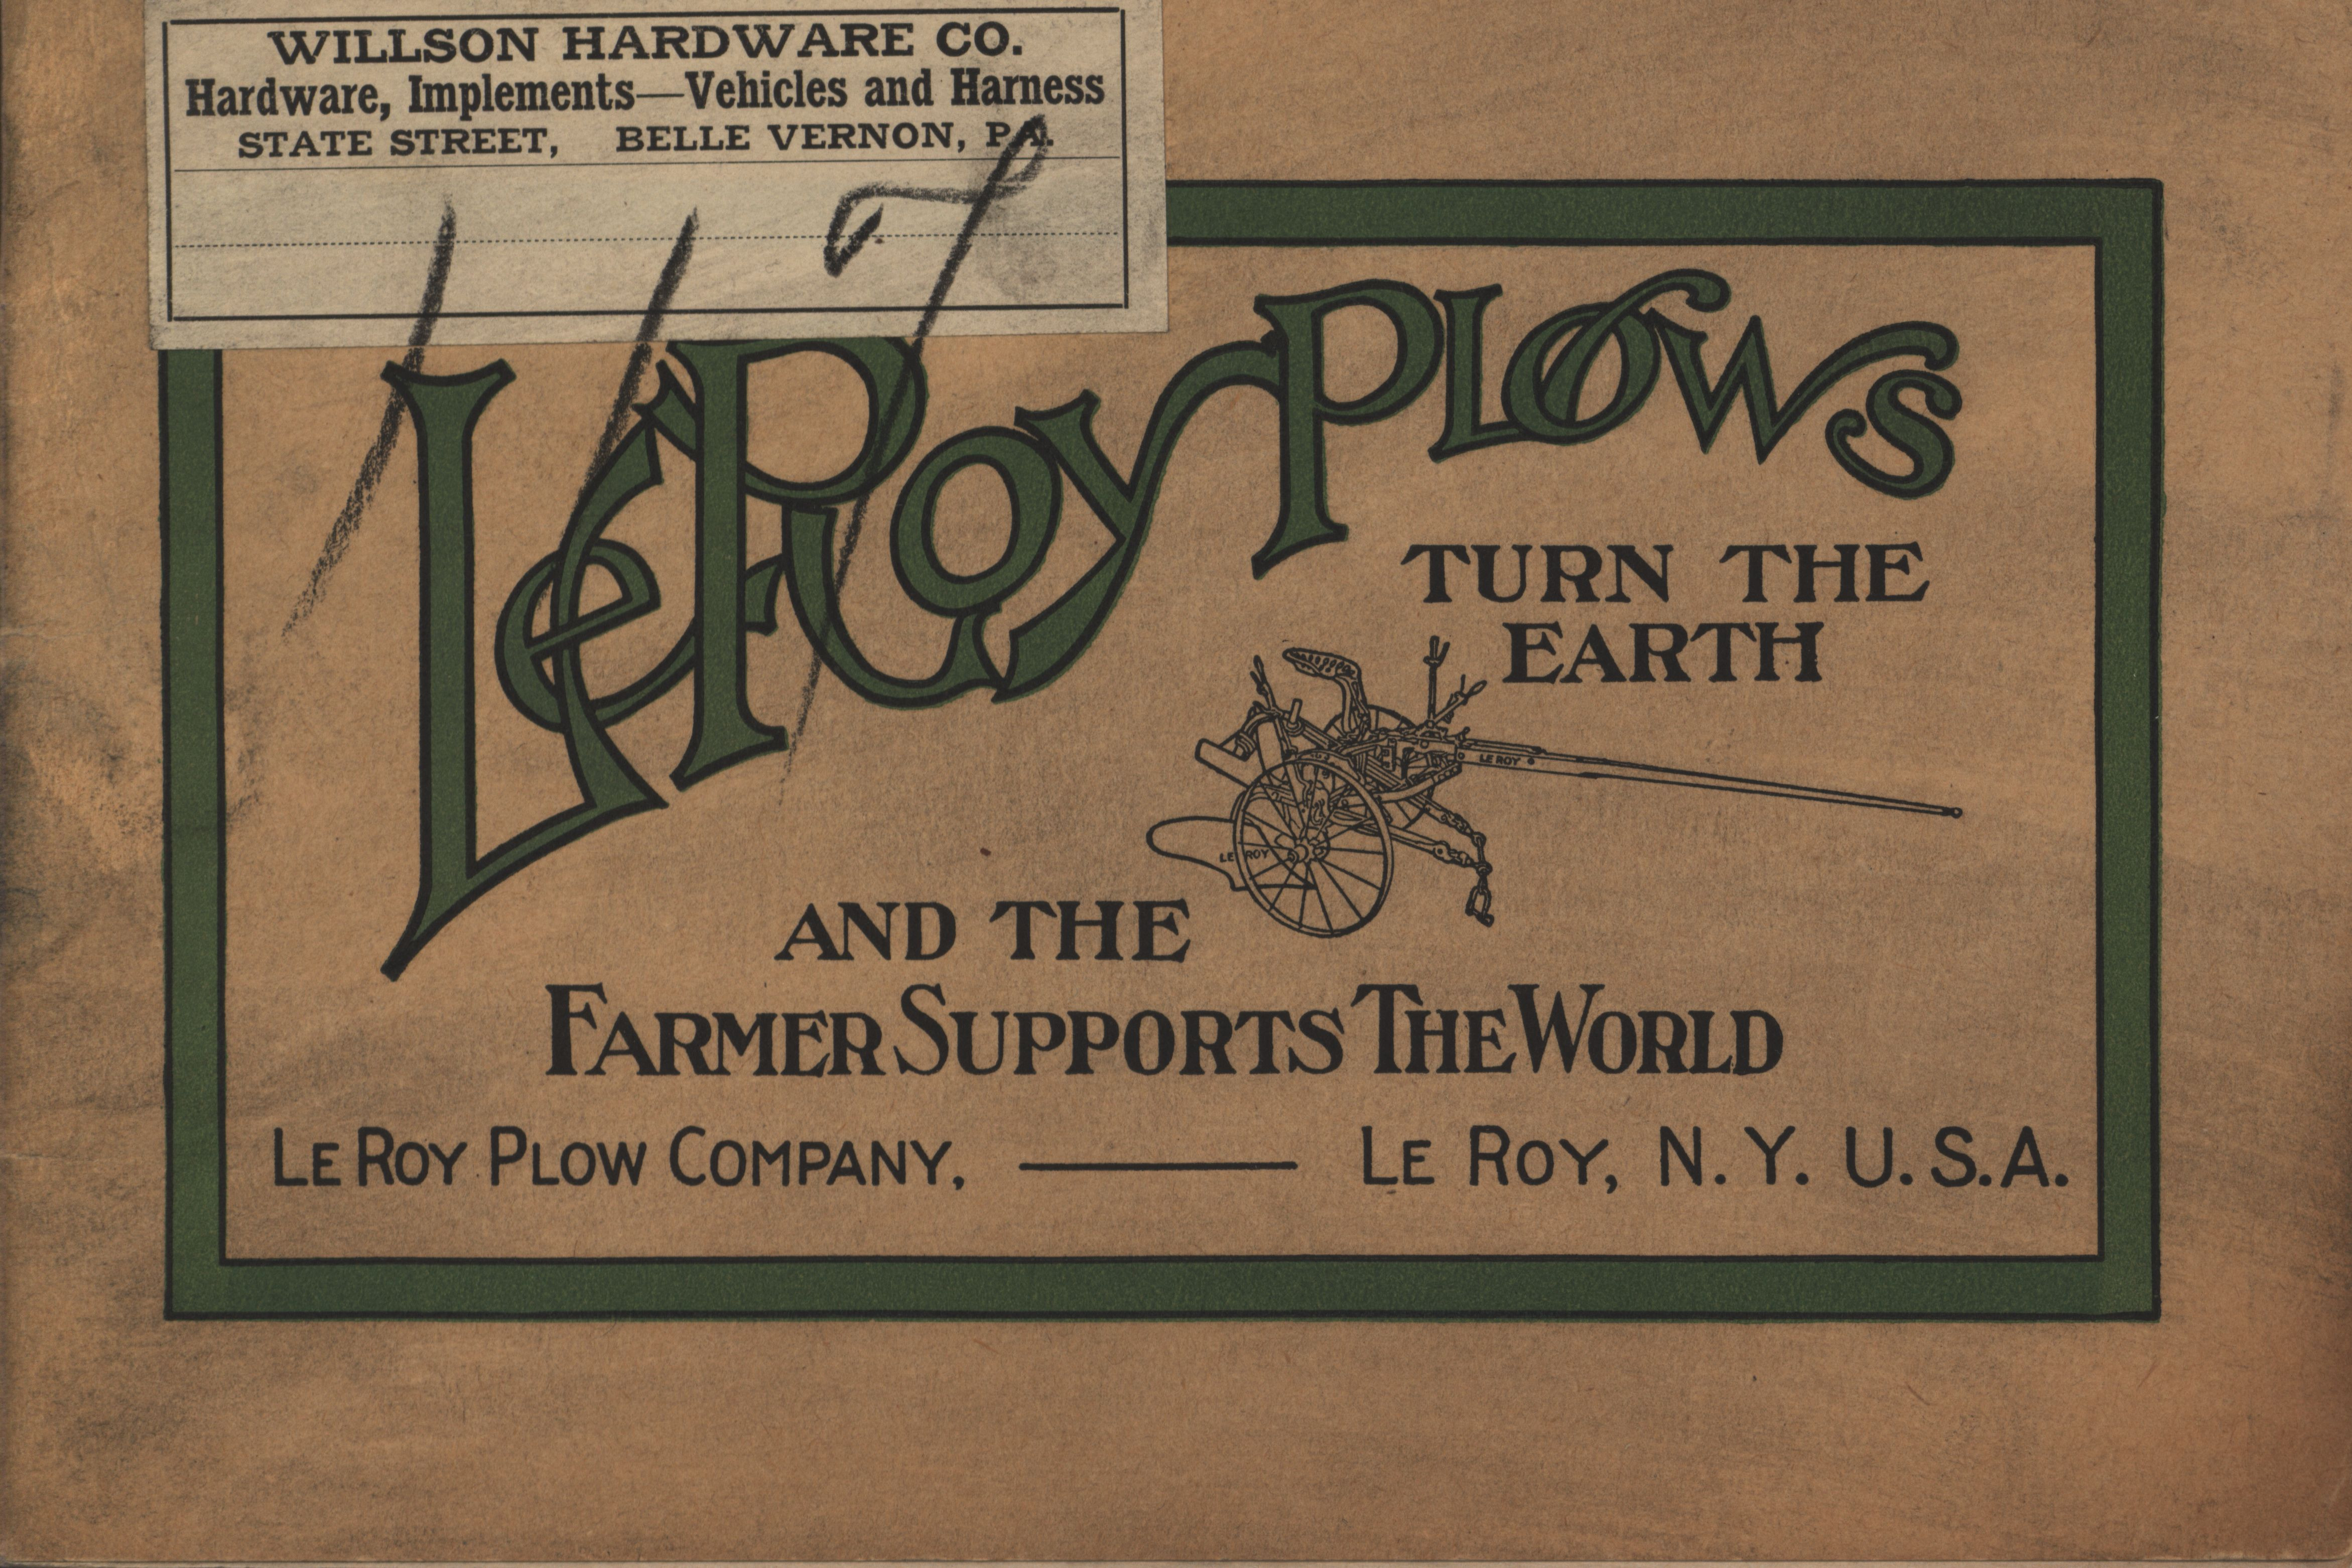 WILLSON HARDWARE CO.
Hardware, Implements—Vehicles and Harness
STATE STREET, BELLE VERNON, PA.
117
LeRoy Plows
TURN THE
EARTH
LE ROY
LE ROY
AND THE
FARMER SUPPORTS THE WORLD
LE ROY PLOW COMPANY, —— LE ROY, N. Y. U. S. A.